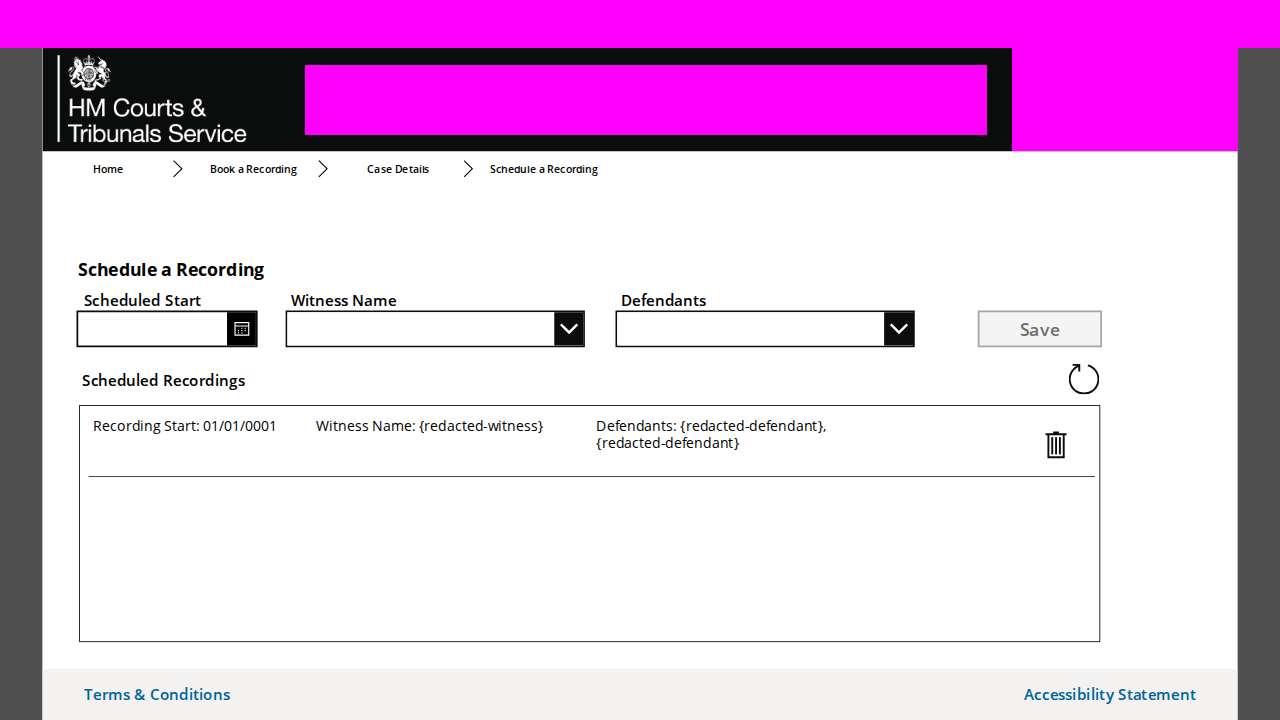 HM Courts &
Tribunals Service
Home
Book a Recording
Case Details
Schedule a Recording
Schedule a Recording
Scheduled Start
Witness Name
Defendants
Save
Scheduled Recordings
Recording Start: 01/01/0001
Witness Name: {redacted-witness}
Defendants: {redacted-defendant},
{redacted-defendant}
Terms & Conditions
Accessibility Statement